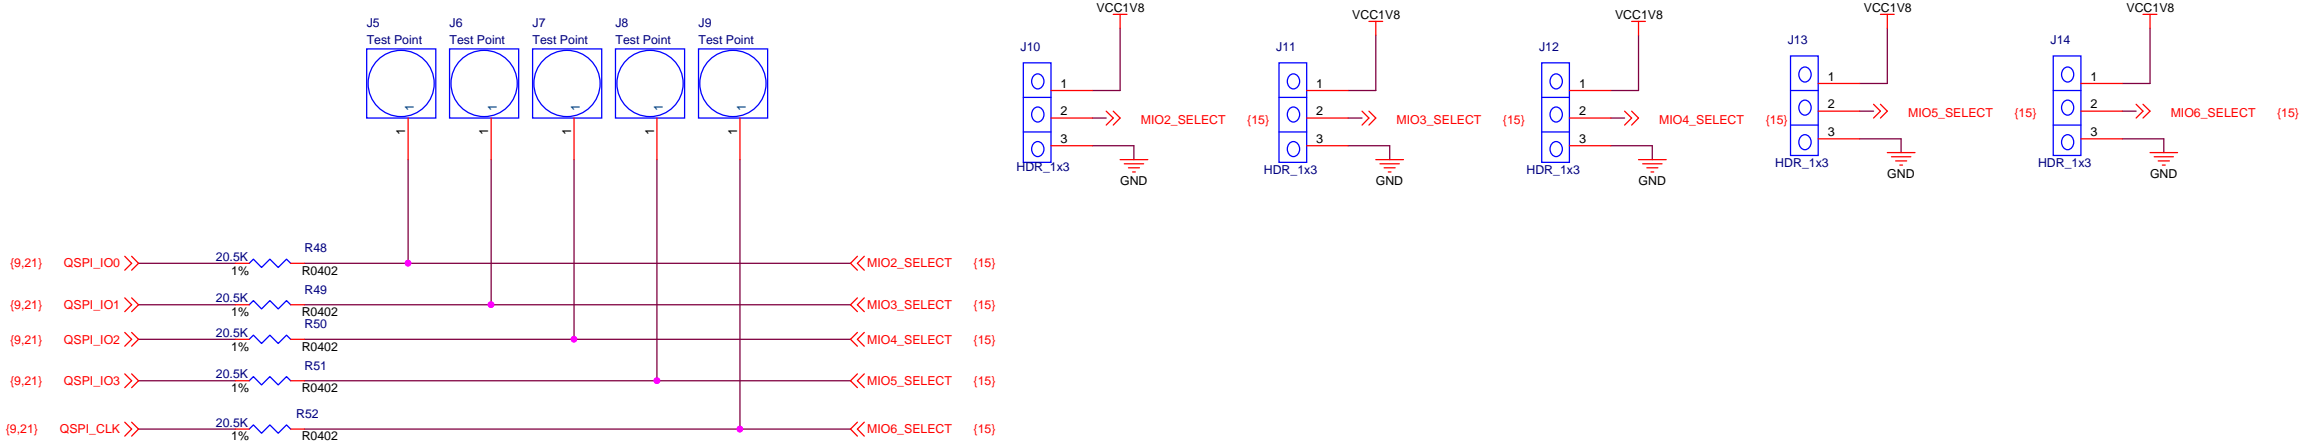 J5 J6 J7 J8 J9
Test Point Test Point Test Point Test Point Test Point
1 1 1 1 1
1 1 1 1 1
{9,21} QSPI_IO0 20.5K 1% R48 R0402 MIO2_SELECT {15}
{9,21} QSPI_IO1 20.5K 1% R49 R0402 MIO3_SELECT {15}
{9,21} QSPI_IO2 20.5K 1% R50 R0402 MIO4_SELECT {15}
{9,21} QSPI_IO3 20.5K 1% R51 R0402 MIO5_SELECT {15}
{9,21} QSPI_CLK 20.5K 1% R52 R0402 MIO6_SELECT {15}
VCC1V8
J10
1
2 MIO2_SELECT {15}
3
HDR_1x3
GND
VCC1V8
J11
1
2 MIO3_SELECT {15}
3
HDR_1x3
GND
VCC1V8
J12
1
2 MIO4_SELECT {15}
3
HDR_1x3
GND
VCC1V8
J13
1
2 MIO5_SELECT {15}
3
HDR_1x3
GND
VCC1V8
J14
1
2 MIO6_SELECT {15}
3
HDR_1x3
GND